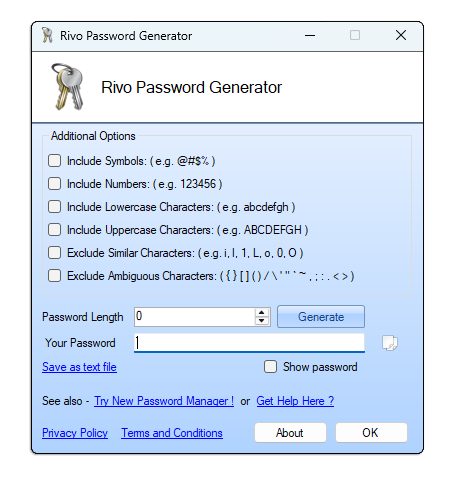 Rivo Password Generator
Rivo Password Generator
Additional Options
Include Symbols: ( e.g. @#$% )
Include Numbers: ( e.g. 123456 )
Include Lowercase Characters: ( e.g. abcdefgh )
Include Uppercase Characters: ( e.g. ABCDEFGH )
Exclude Similar Characters: ( e.g. i, l, 1, L, o, 0, O )
Exclude Ambiguous Characters: ( { } [ ] ( ) / \ ' " ` ~ , ; : . < > )
Password Length 0 Generate
Your Password
Save as text file Show password
See also - Try New Password Manager ! or Get Help Here ?
Privacy Policy Terms and Conditions About OK